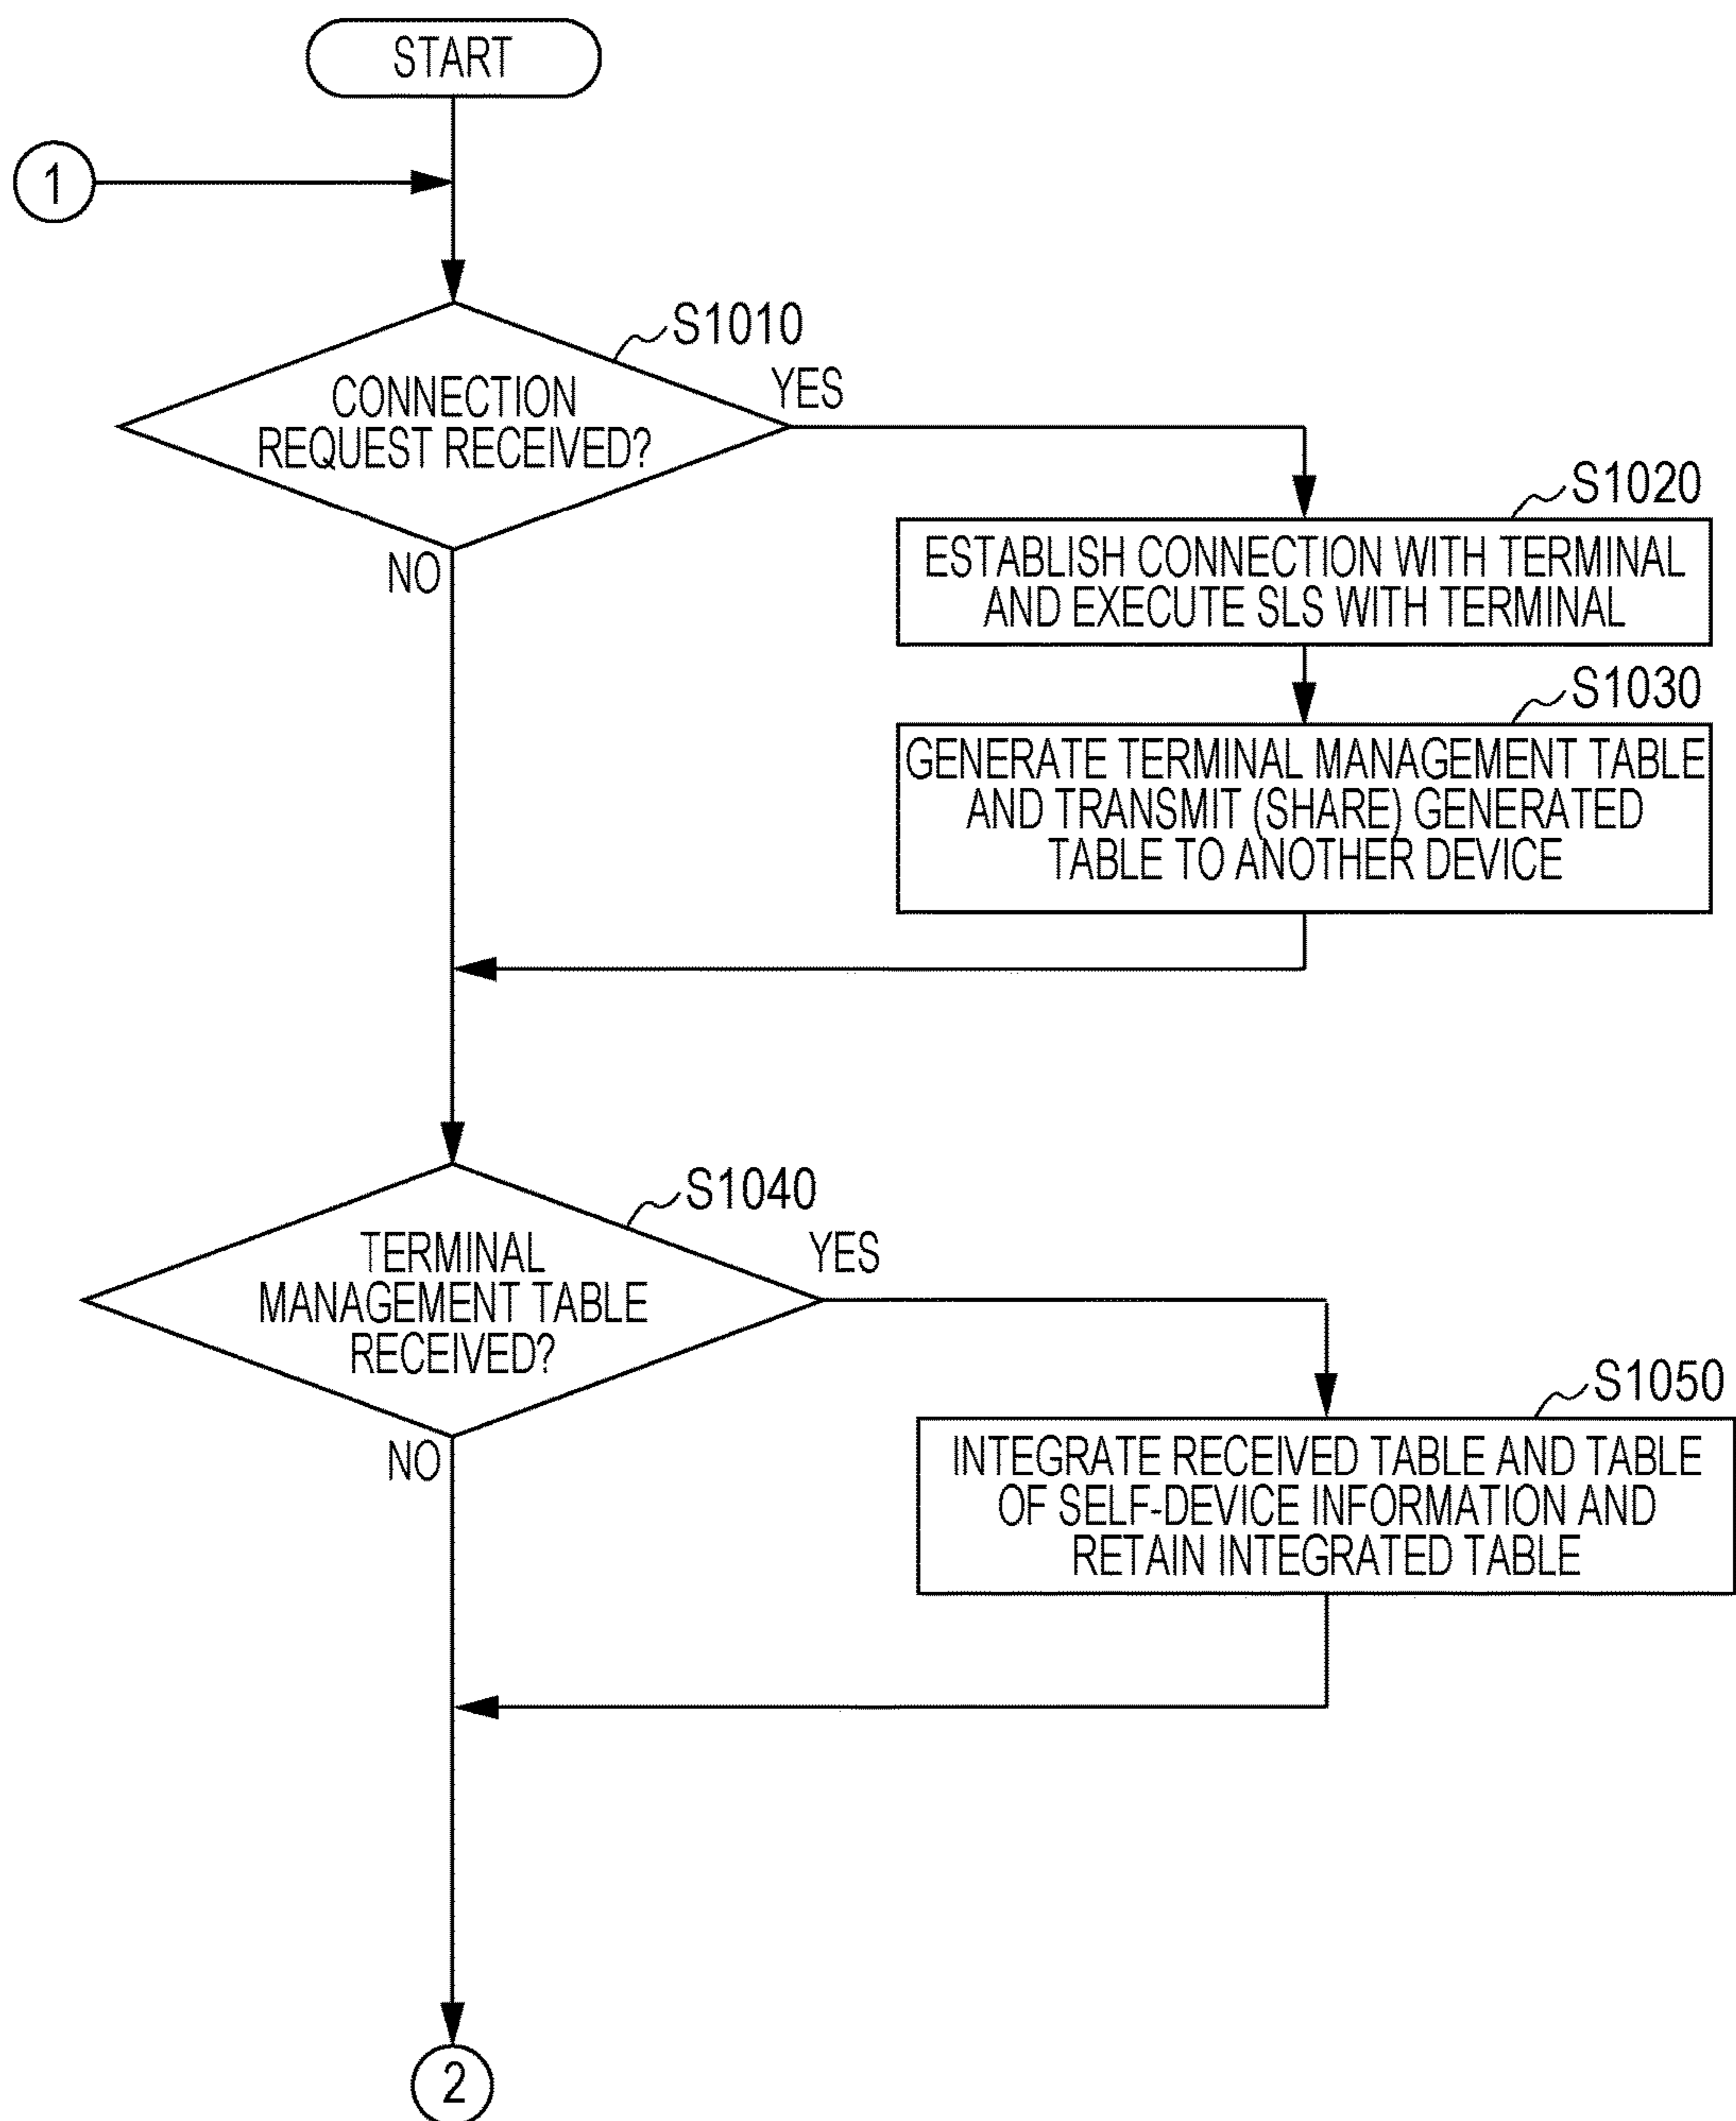 START
1
S1010
CONNECTION
REQUEST RECEIVED?
YES
NO
S1020
ESTABLISH CONNECTION WITH TERMINAL
AND EXECUTE SLS WITH TERMINAL
S1030
GENERATE TERMINAL MANAGEMENT TABLE
AND TRANSMIT (SHARE) GENERATED
TABLE TO ANOTHER DEVICE
S1040
TERMINAL
MANAGEMENT TABLE
RECEIVED?
YES
NO
S1050
INTEGRATE RECEIVED TABLE AND TABLE
OF SELF-DEVICE INFORMATION AND
RETAIN INTEGRATED TABLE
2